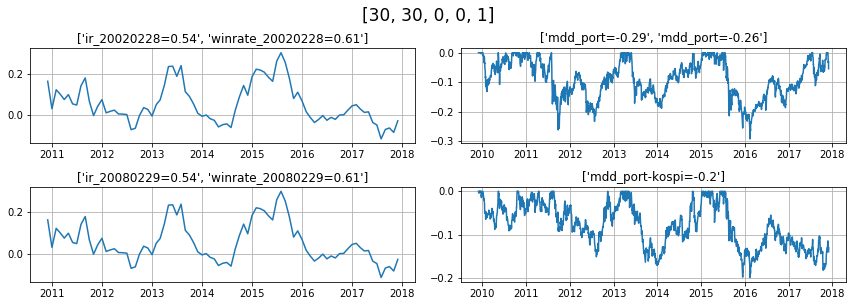 [30, 30, 0, 0, 1]
['ir_20020228=0.54', 'winrate_20020228=0.61']
0.2
0.0
2011 2012 2013 2014 2015 2016 2017 2018
['mdd_port=-0.29', 'mdd_port=-0.26']
0.0
−0.1
−0.2
−0.3
2010 2011 2012 2013 2014 2015 2016 2017 2018
['ir_20080229=0.54', 'winrate_20080229=0.61']
0.2
0.0
2011 2012 2013 2014 2015 2016 2017 2018
['mdd_port-kospi=-0.2']
0.0
−0.1
−0.2
2010 2011 2012 2013 2014 2015 2016 2017 2018